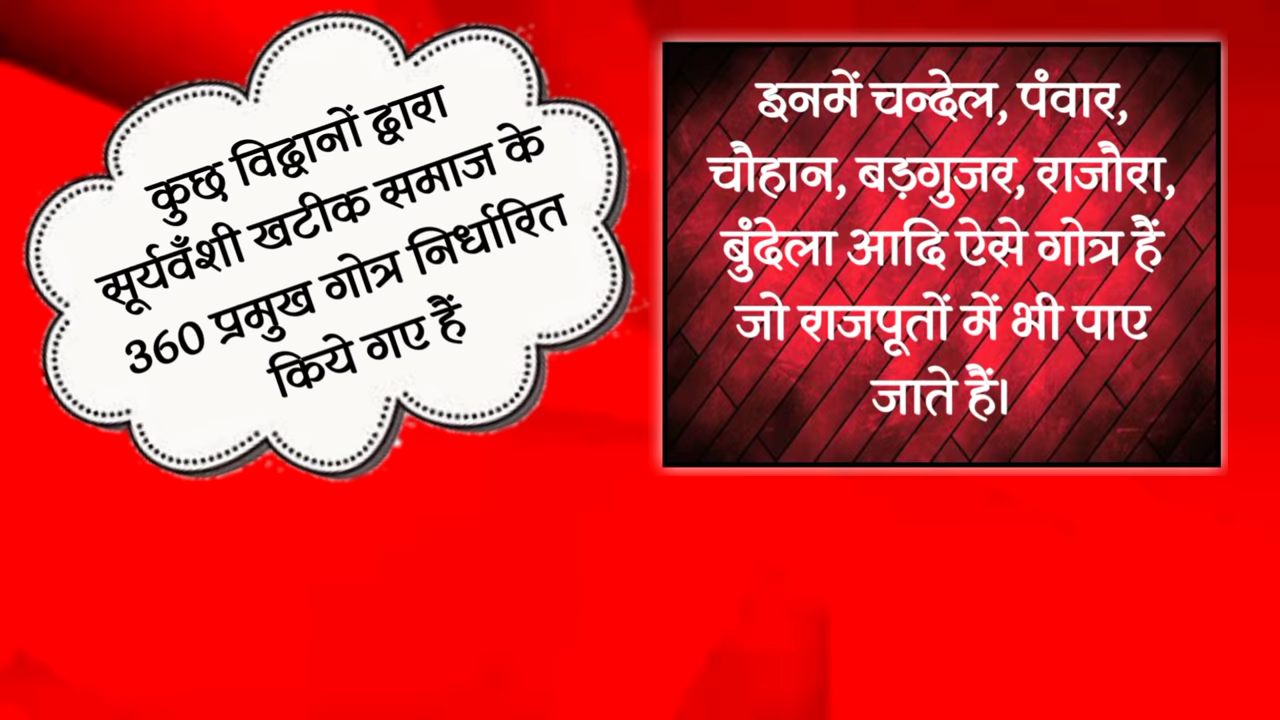 कुछ विद्वानों द्वारा
सूर्यवँशी खटीक समाज के
360 प्रमुख गोत्र निर्धारित
किये गए हैं
इनमें चन्देल, पंवार,
चौहान, बड़गुजर, राजौरा,
बुंदेला आदि ऐसे गोत्र हैं
जो राजपूतों में भी पाए
जाते हैं।